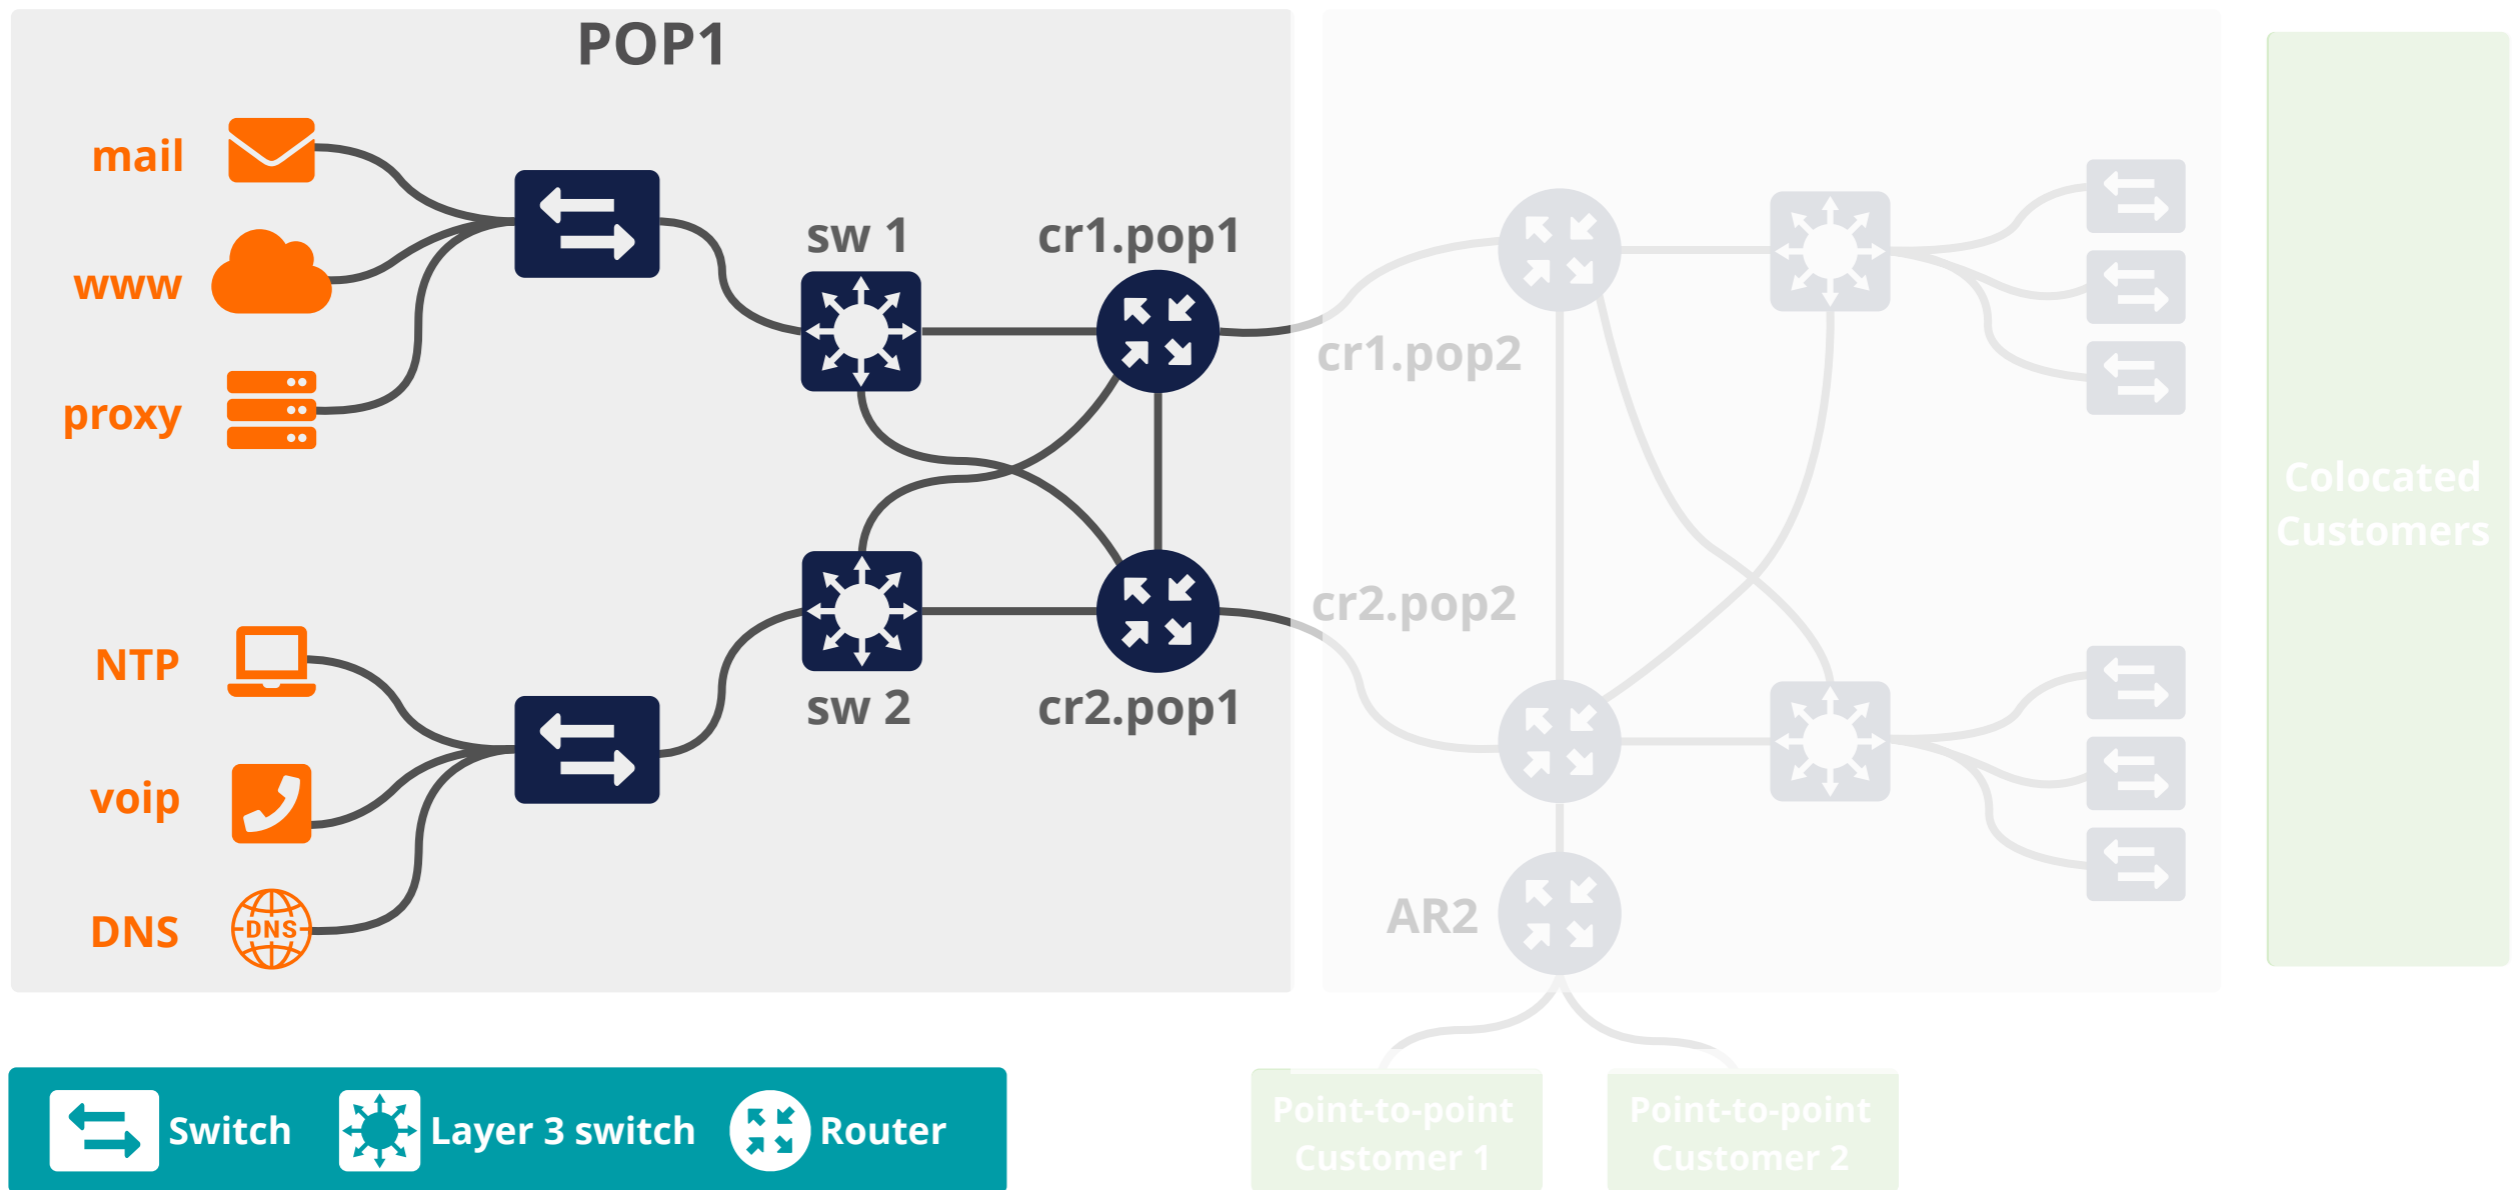 POP1
mail
www
proxy
NTP
voip
DNS
DNS
sw 1
cr1.pop1
sw 2
cr2.pop1
cr1.pop2
cr2.pop2
AR2
Colocated
Customers
Point-to-point
Customer 1
Point-to-point
Customer 2
Switch
Layer 3 switch
Router